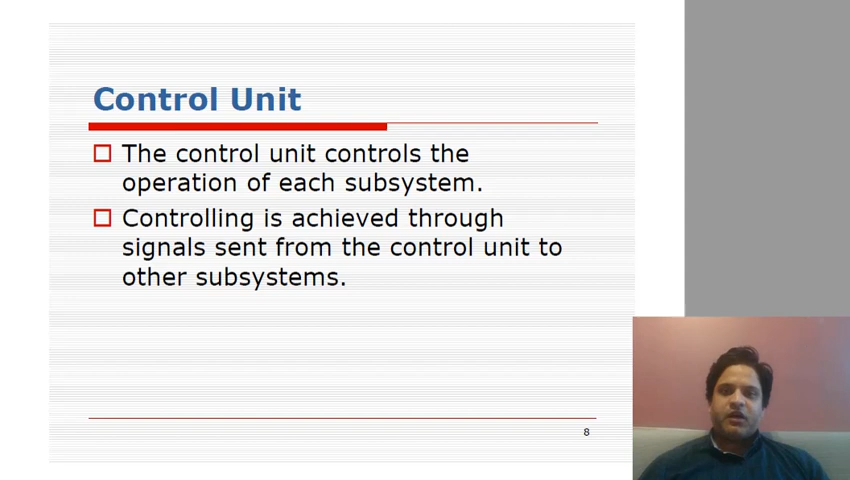 Control Unit
The control unit controls the
operation of each subsystem.
Controlling is achieved through
signals sent from the control unit to
other subsystems.
8